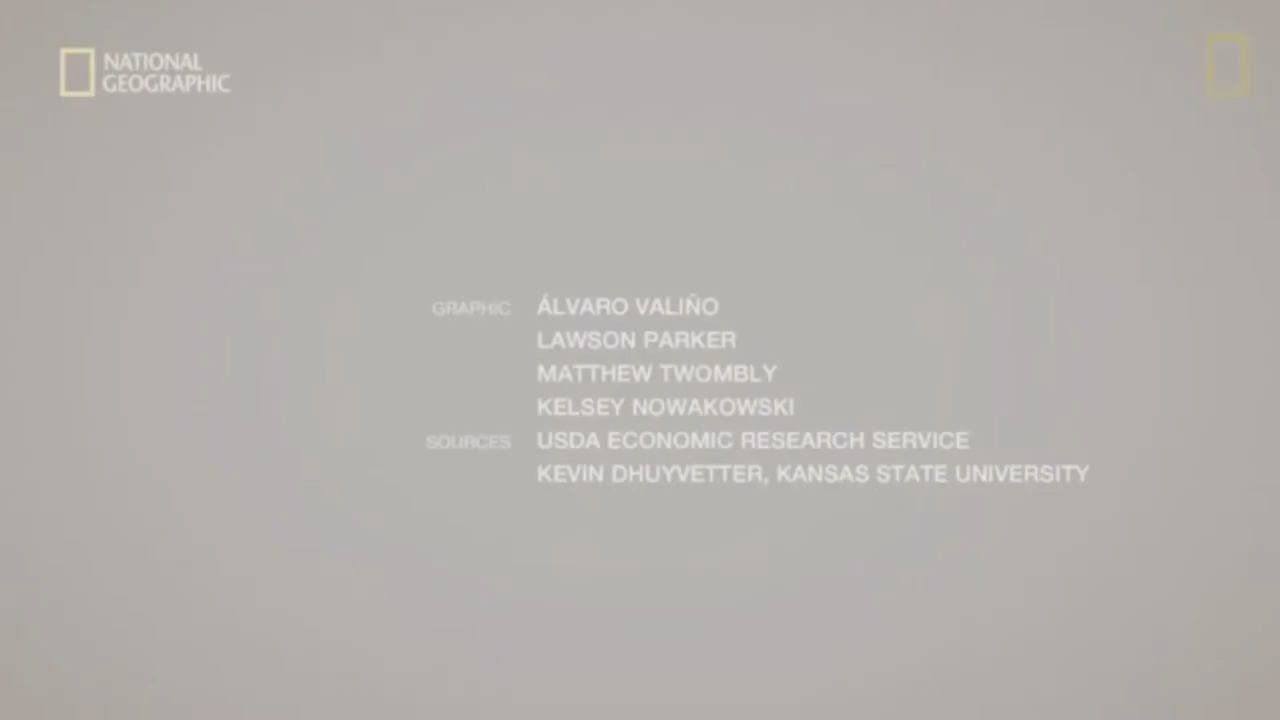 NATIONAL
GEOGRAPHIC
GRAPHIC ÁLVARO VALIÑO
LAWSON PARKER
MATTHEW TWOMBLY
KELSEY NOWAKOWSKI
SOURCES USDA ECONOMIC RESEARCH SERVICE
KEVIN DHUYVETTER, KANSAS STATE UNIVERSITY